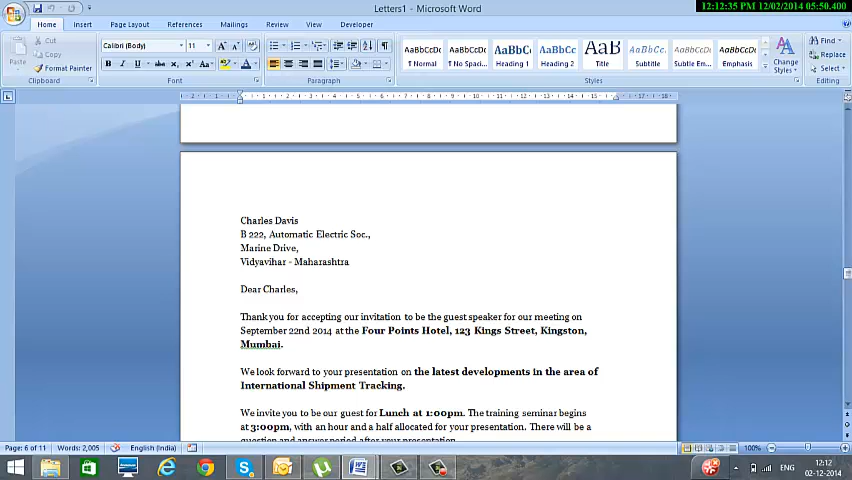 Letters1 - Microsoft Word
12:12:35 PM 12/02/2014 05:50.400
Home Insert Page Layout References Mailings Review View Developer
Paste
Cut
Copy
Format Painter
Clipboard
Calibri (Body) 11
Font
Paragraph
AaBbCcDc AaBbCcDc AaBbCc AaBbCc AaB AaBbCc. AaBbCcDc AaBbCcDc
¶ Normal ¶ No Spaci... Heading 1 Heading 2 Title Subtitle Subtle Em... Emphasis
Change Styles
Styles
Find
Replace
Select
Editing
Charles Davis
B 222, Automatic Electric Soc.,
Marine Drive,
Vidyavihar - Maharashtra
Dear Charles,
Thank you for accepting our invitation to be the guest speaker for our meeting on
September 22nd 2014 at the Four Points Hotel, 123 Kings Street, Kingston,
Mumbai.
We look forward to your presentation on the latest developments in the area of
International Shipment Tracking.
We invite you to be our guest for Lunch at 1:00pm. The training seminar begins
at 3:00pm, with an hour and a half allocated for your presentation. There will be a
question and answer period after your presentation.
Page: 6 of 11 Words: 2,005 English (India) 100%
ENG 12:12
02-12-2014